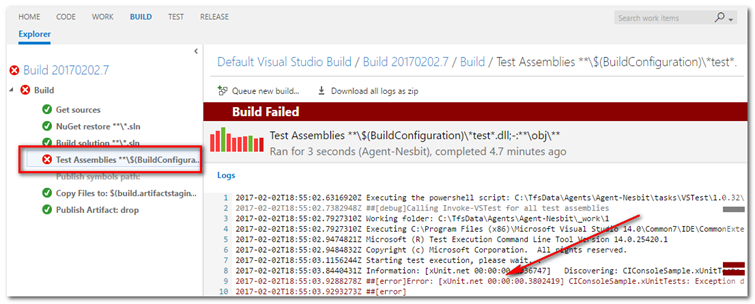 HOME CODE WORK BUILD TEST RELEASE
Search work items
Explorer
Build 20170202.7
Build
Get sources
NuGet restore **\*.sln
Build solution **\*.sln
Test Assemblies **\$(BuildConfigura...
Publish symbols path:
Copy Files to: $(build.artifactstagin...
Publish Artifact: drop
Default Visual Studio Build / Build 20170202.7 / Build / Test Assemblies **\$(BuildConfiguration)\*test*.
Queue new build... Download all logs as zip
Build Failed
Test Assemblies **\$(BuildConfiguration)\*test*.dll;-:**\obj\**
Ran for 3 seconds (Agent-Nesbit), completed 4.7 minutes ago
Logs
1 2017-02-02T18:55:02.6316920Z Executing the powershell script: C:\TfsData\Agents\Agent-Nesbit\tasks\VSTest\1.0.32\
2 2017-02-02T18:55:02.7382948Z ##[debug]Calling Invoke-VSTest for all test assemblies
3 2017-02-02T18:55:02.7927310Z Working folder: C:\TfsData\Agents\Agent-Nesbit\_work\1
4 2017-02-02T18:55:02.7927310Z Executing C:\Program Files (x86)\Microsoft Visual Studio 14.0\Common7\IDE\CommonExte
5 2017-02-02T18:55:02.9474821Z Microsoft (R) Test Execution Command Line Tool Version 14.0.25420.1
6 2017-02-02T18:55:02.9484832Z Copyright (c) Microsoft Corporation. All rights reserved.
7 2017-02-02T18:55:03.1156244Z Starting test execution, please wait...
8 2017-02-02T18:55:03.8440431Z Information: [xUnit.net 00:00:00. 36747] Discovering: CIConsoleSample.xUnitTests
9 2017-02-02T18:55:03.9288278Z ##[error]Error: [xUnit.net 00:00:00.3802419] CIConsoleSample.xUnitTests: Exception d
10 2017-02-02T18:55:03.9293273Z ##[error]